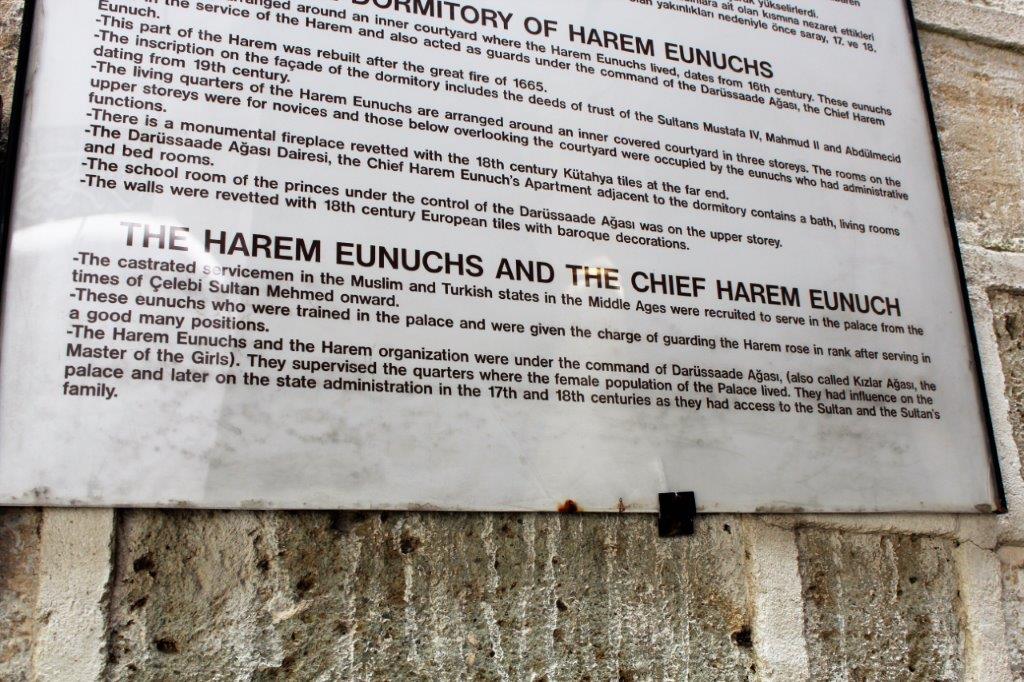 yükselirlerdi.
olan kısmına nezaret ettikleri
yakınlıkları nedeniyle önce saray, 17. ve 18.
DORMITORY OF HAREM EUNUCHS
arranged around an inner courtyard where the Harem Eunuchs lived, dates from 16th century. These eunuchs
in the service of the Harem and also acted as guards under the command of the Darüssaade Ağası, the Chief Harem
Eunuch.
-This part of the Harem was rebuilt after the great fire of 1665.
-The inscription on the façade of the dormitory includes the deeds of trust of the Sultans Mustafa IV, Mahmud II and Abdülmecid
dating from 19th century.
-The living quarters of the Harem Eunuchs are arranged around an inner covered courtyard in three storeys. The rooms on the
upper storeys were for novices and those below overlooking the courtyard were occupied by the eunuchs who had administrative
functions.
-There is a monumental fireplace revetted with the 18th century Kütahya tiles at the far end.
-The Darüssaade Ağası Dairesi, the Chief Harem Eunuch's Apartment adjacent to the dormitory contains a bath, living rooms
and bed rooms.
-The school room of the princes under the control of the Darüssaade Ağası was on the upper storey.
-The walls were revetted with 18th century European tiles with baroque decorations.
THE HAREM EUNUCHS AND THE CHIEF HAREM EUNUCH
-The castrated servicemen in the Muslim and Turkish states in the Middle Ages were recruited to serve in the palace from the
times of Çelebi Sultan Mehmed onward.
-These eunuchs who were trained in the palace and were given the charge of guarding the Harem rose in rank after serving in
a good many positions.
-The Harem Eunuchs and the Harem organization were under the command of Darüssaade Ağası, (also called Kızlar Ağası, the
Master of the Girls). They supervised the quarters where the female population of the Palace lived. They had influence on the
palace and later on the state administration in the 17th and 18th centuries as they had access to the Sultan and the Sultan's
family.